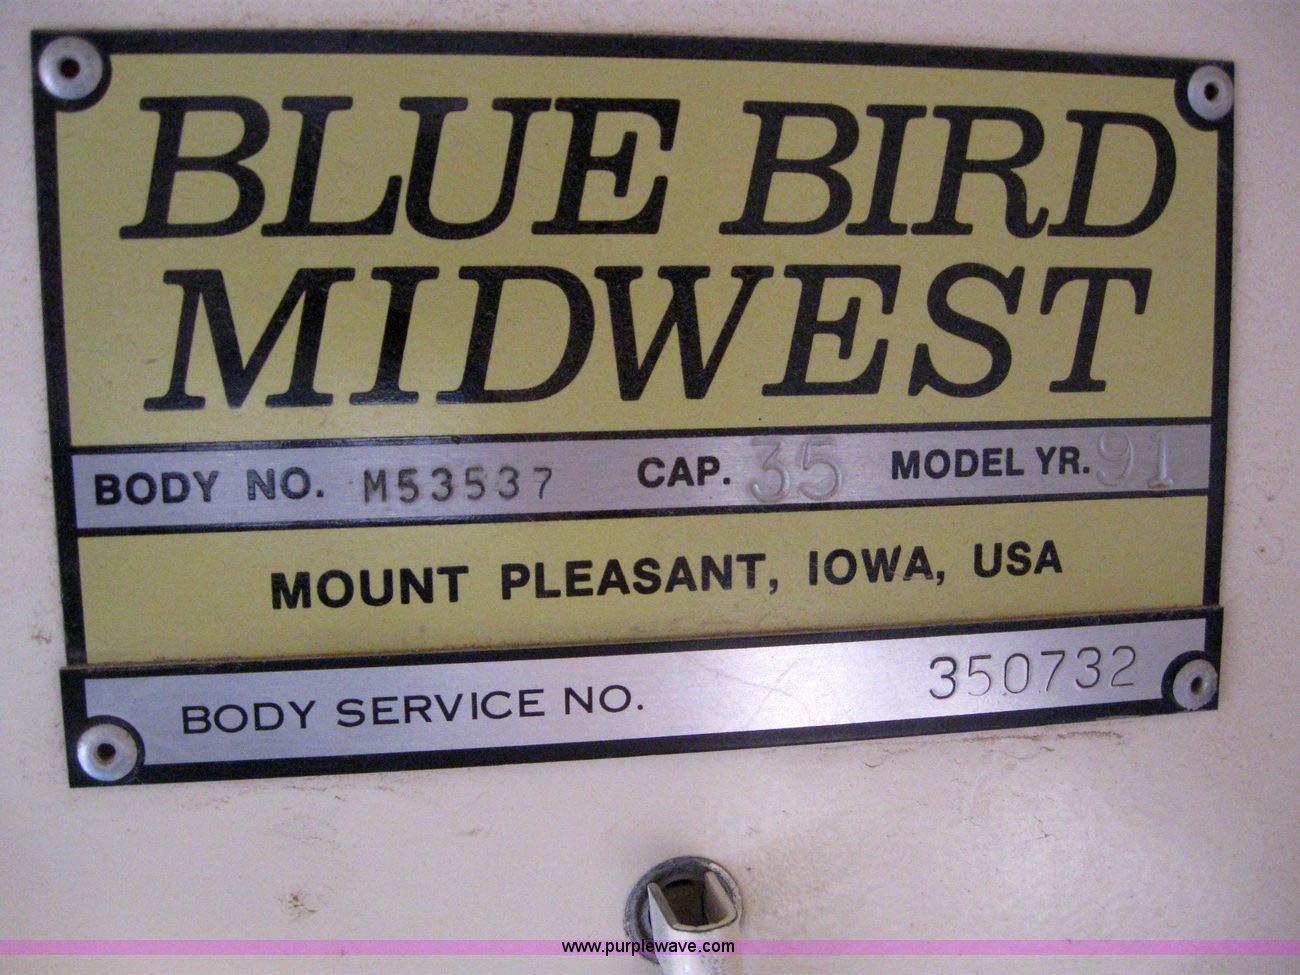 BLUE BIRD
MIDWEST
BODY NO. M53537 CAP. 35 MODEL YR. 91
MOUNT PLEASANT, IOWA, USA
BODY SERVICE NO. 350732
www.purplewave.com